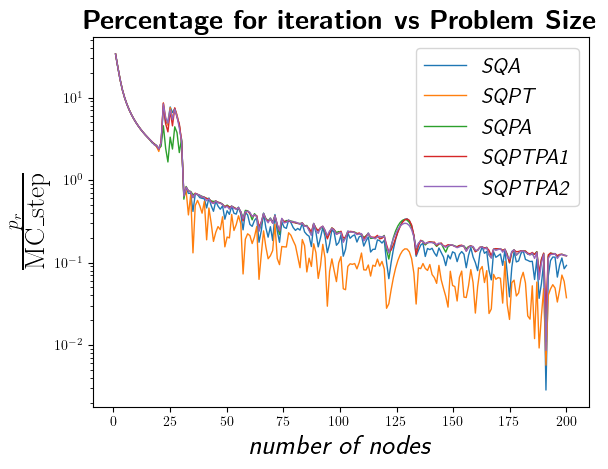 Percentage for iteration vs Problem Size
SQA
SQPT
SQPA
SQPTPA1
SQPTPA2
p_r
MC_step
10^1
10^0
10^-1
10^-2
0 25 50 75 100 125 150 175 200
number of nodes